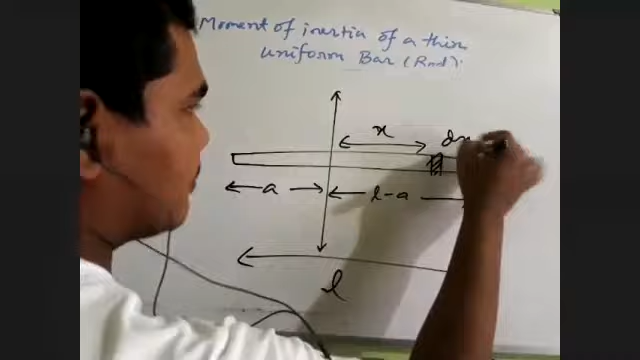 Moment of inertia of a thin
uniform Bar (Rod).
x
dx
a
l-a
l